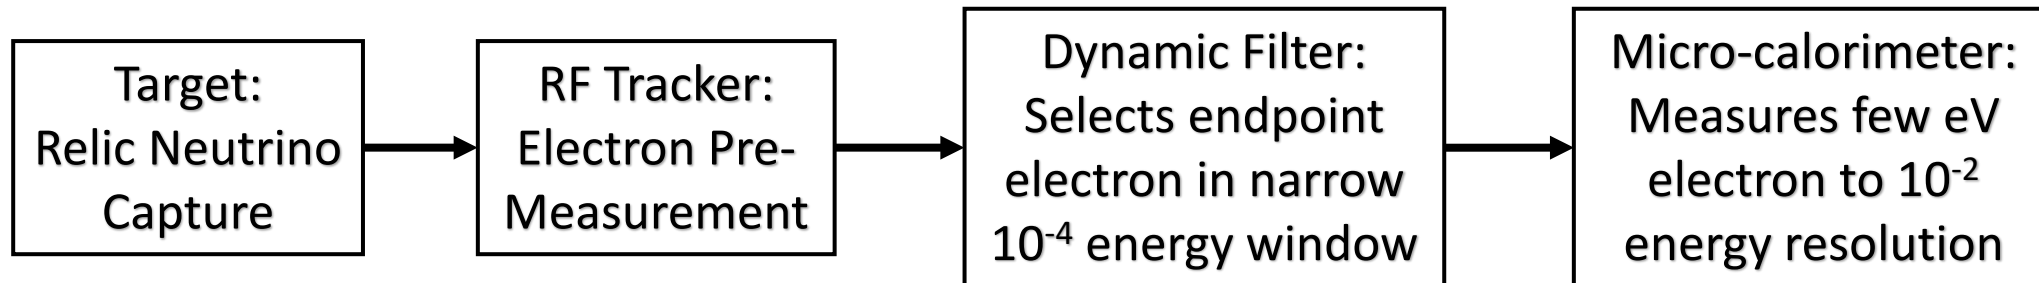 Target:
Relic Neutrino
Capture
RF Tracker:
Electron Pre-
Measurement
Dynamic Filter:
Selects endpoint
electron in narrow
10⁻⁴ energy window
Micro-calorimeter:
Measures few eV
electron to 10⁻²
energy resolution